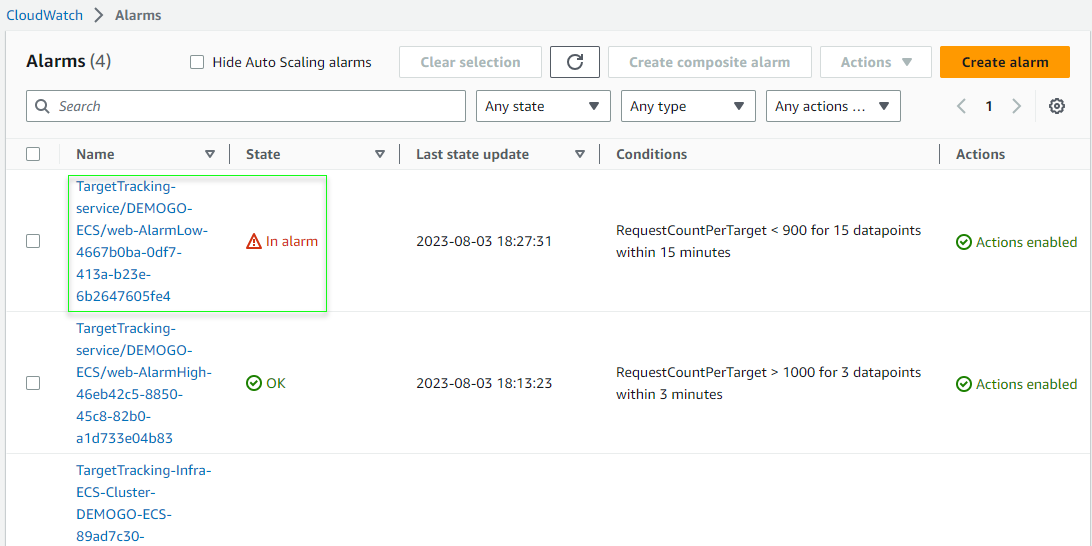 CloudWatch > Alarms
Alarms (4)
Hide Auto Scaling alarms
Clear selection
Create composite alarm
Actions
Create alarm
Search
Any state
Any type
Any actions ...
1
Name
State
Last state update
Conditions
Actions
TargetTracking-
service/DEMOGO-
ECS/web-AlarmLow-
4667b0ba-0df7-
413a-b23e-
6b2647605fe4
In alarm
2023-08-03 18:27:31
RequestCountPerTarget < 900 for 15 datapoints
within 15 minutes
Actions enabled
TargetTracking-
service/DEMOGO-
ECS/web-AlarmHigh-
46eb42c5-8850-
45c8-82b0-
a1d733e04b83
OK
2023-08-03 18:13:23
RequestCountPerTarget > 1000 for 3 datapoints
within 3 minutes
Actions enabled
TargetTracking-Infra-
ECS-Cluster-
DEMOGO-ECS-
89ad7c30-